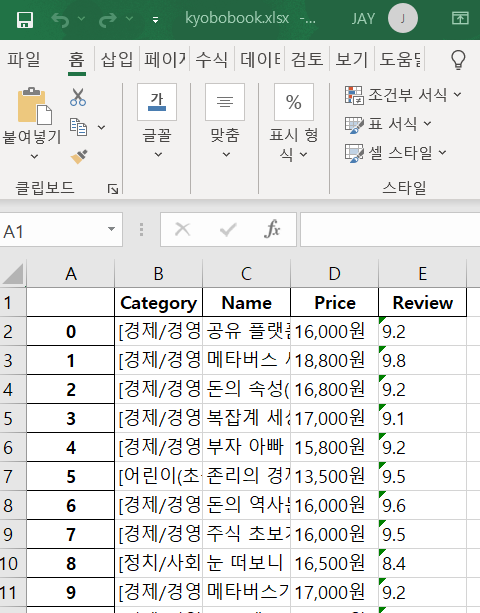 kyobobook.xlsx -... JAY J
파일 홈 삽입 페이지 수식 데이터 검토 보기 도움말
붙여넣기 가 글꼴 맞춤 % 표시 형식 조건부 서식 표 서식 셀 스타일
클립보드 스타일
A1 fx
A B C D E
1 Category Name Price Review
2 0 [경제/경영 공유 플랫폼 16,000원 9.2
3 1 [경제/경영 메타버스 18,800원 9.8
4 2 [경제/경영 돈의 속성( 16,800원 9.2
5 3 [경제/경영 복잡계 세상 17,000원 9.1
6 4 [경제/경영 부자 아빠 15,800원 9.2
7 5 [어린이(초 존리의 경제 13,500원 9.5
8 6 [경제/경영 돈의 역사는 16,000원 9.6
9 7 [경제/경영 주식 초보자 16,000원 9.5
10 8 [정치/사회 눈 떠보니 16,500원 8.4
11 9 [경제/경영 메타버스가 17,000원 9.2